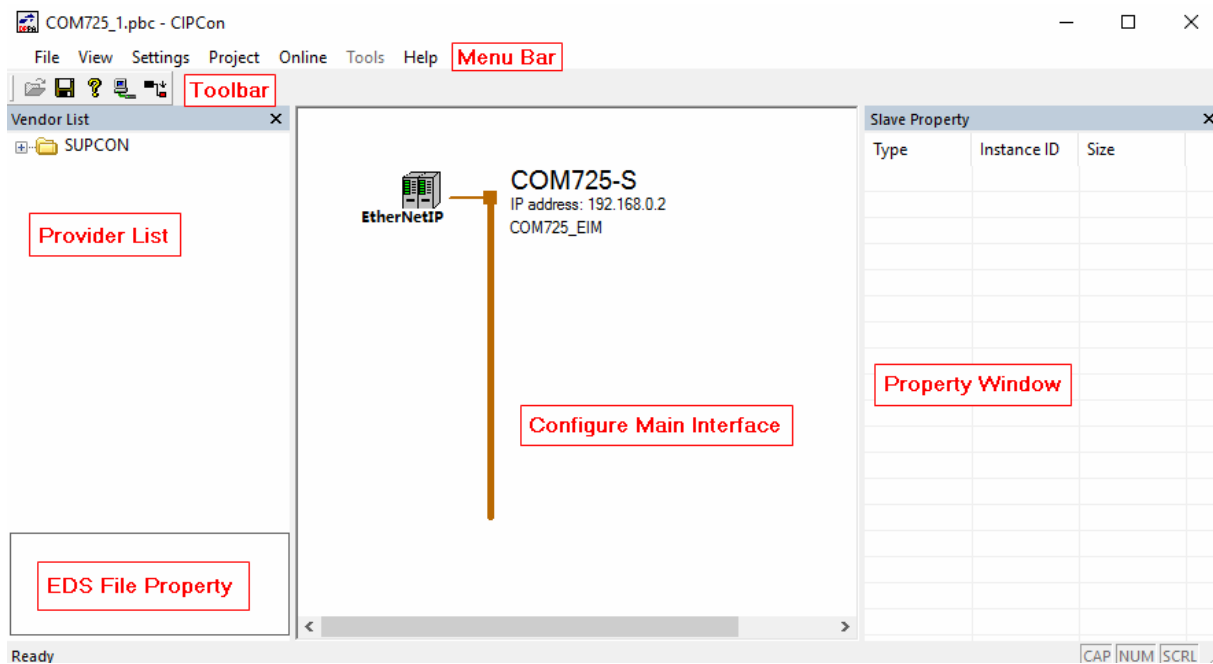 COM725_1.pbc - CIPCon
File View Settings Project Online Tools Help Menu Bar
Toolbar
Vendor List
SUPCON
Provider List
EDS File Property
EtherNetIP
COM725-S
IP address: 192.168.0.2
COM725_EIM
Configure Main Interface
Slave Property
Type Instance ID Size
Property Window
Ready
CAP NUM SCRL